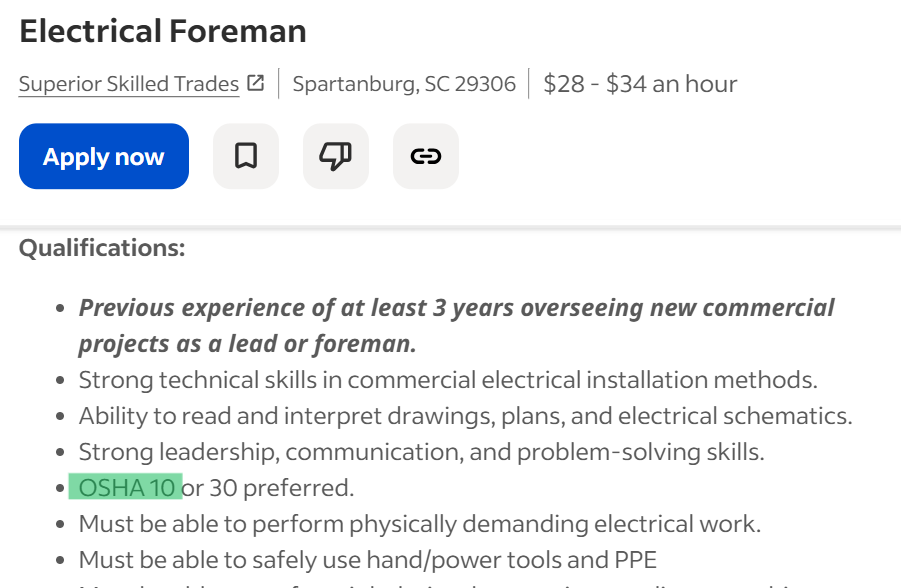 Electrical Foreman
Superior Skilled Trades Spartanburg, SC 29306 $28 - $34 an hour
Apply now
Qualifications:
• Previous experience of at least 3 years overseeing new commercial
projects as a lead or foreman.
• Strong technical skills in commercial electrical installation methods.
• Ability to read and interpret drawings, plans, and electrical schematics.
• Strong leadership, communication, and problem-solving skills.
• OSHA 10 or 30 preferred.
• Must be able to perform physically demanding electrical work.
• Must be able to safely use hand/power tools and PPE